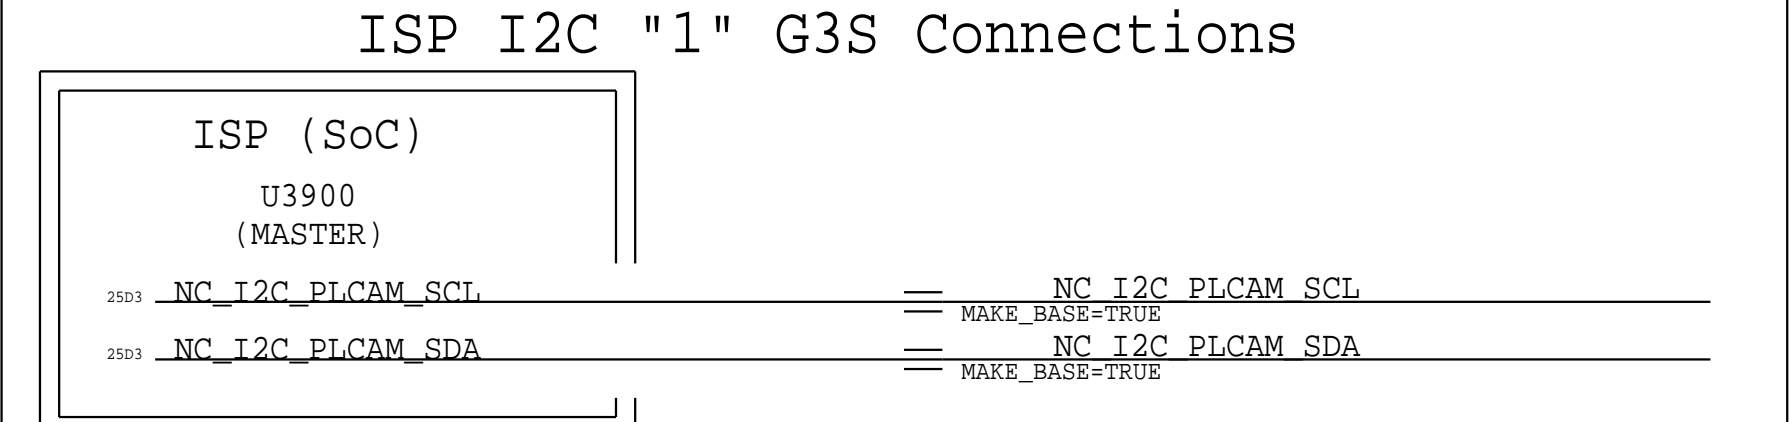 ISP I2C "1" G3S Connections
ISP (SoC)
U3900
(MASTER)
25D3 NC_I2C_PLCAM_SCL NC_I2C_PLCAM_SCL
MAKE_BASE=TRUE
25D3 NC_I2C_PLCAM_SDA NC_I2C_PLCAM_SDA
MAKE_BASE=TRUE